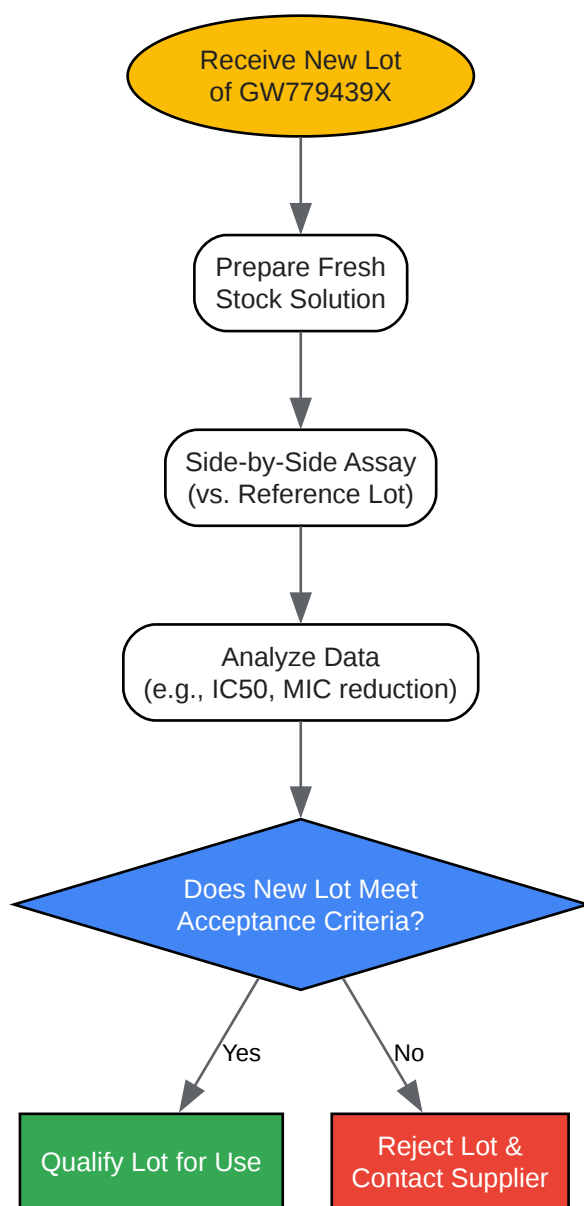 Receive New Lot
of GW779439X
Prepare Fresh
Stock Solution
Side-by-Side Assay
(vs. Reference Lot)
Analyze Data
(e.g., IC50, MIC reduction)
Does New Lot Meet
Acceptance Criteria?
Yes
No
Qualify Lot for Use
Reject Lot &
Contact Supplier